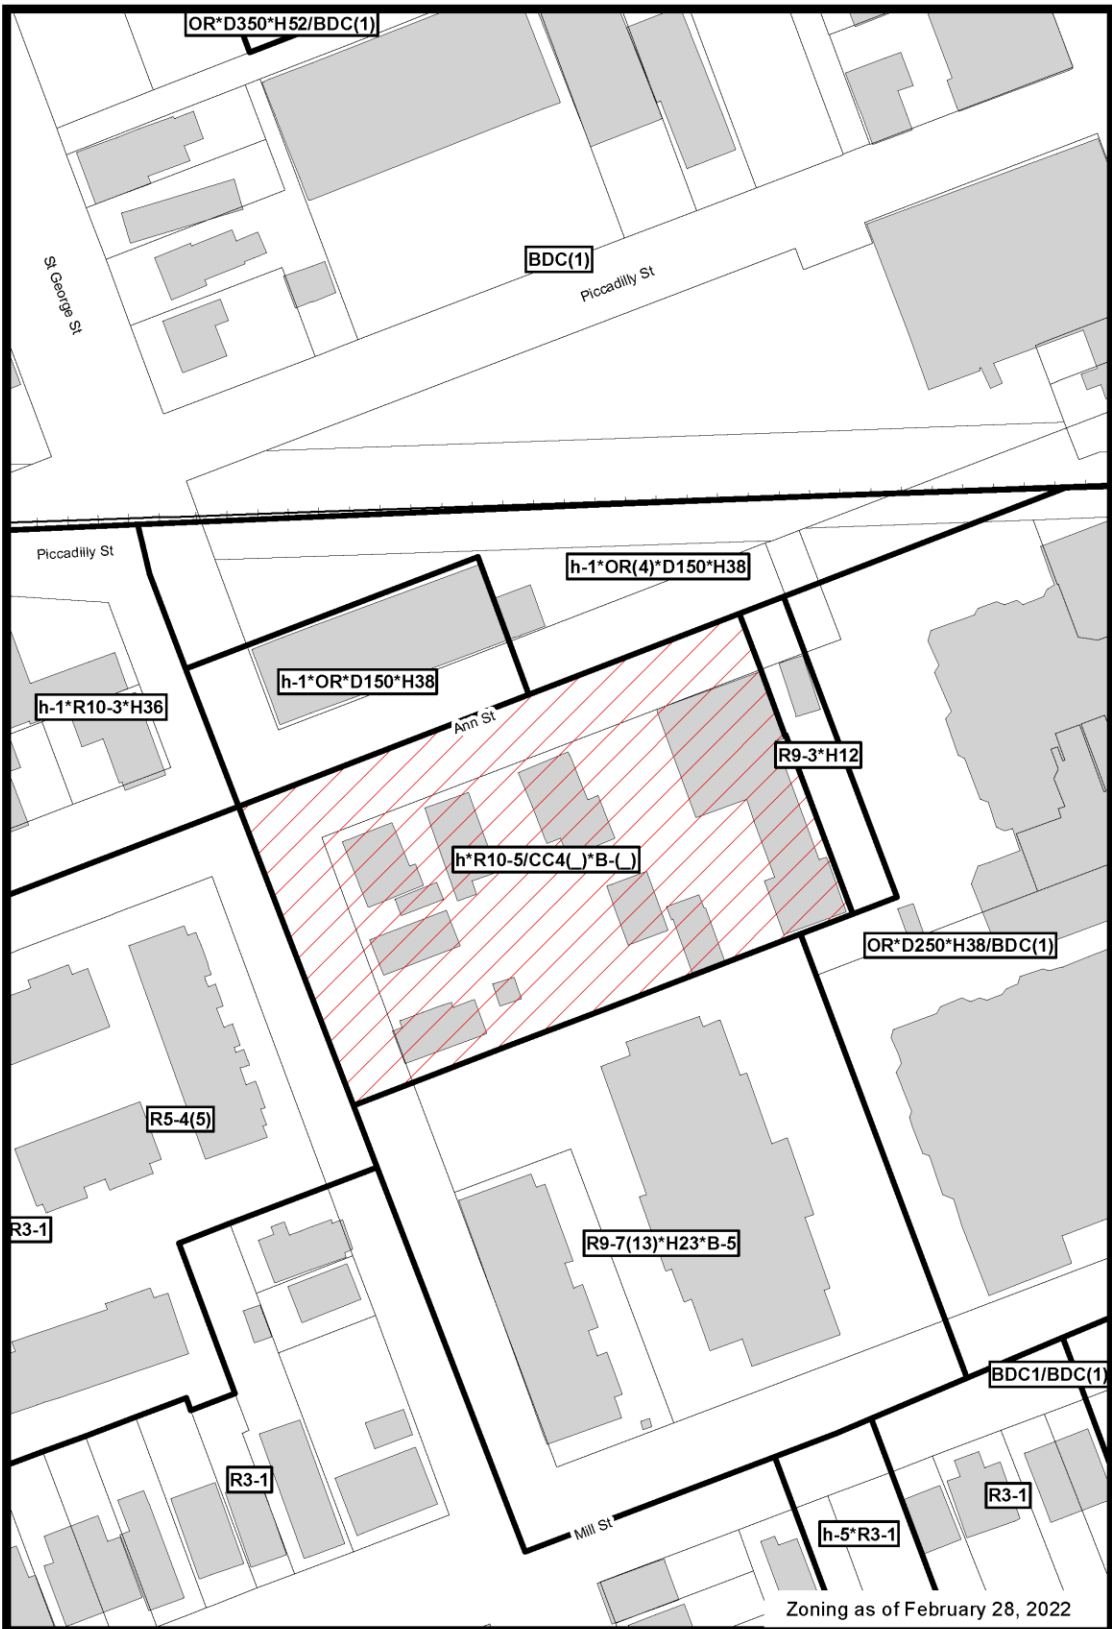 OR*D350*H52/BDC(1)
St George St
BDC(1)
Piccadilly St
Piccadilly St
h-1*OR(4)*D150*H38
h-1*OR*D150*H38
h-1*R10-3*H36
Ann St
R9-3*H12
h*R10-5/CC4(_)*B-(_)
OR*D250*H38/BDC(1)
R5-4(5)
R3-1
R9-7(13)*H23*B-5
BDC1/BDC(1)
R3-1
R3-1
Mill St
h-5*R3-1
Zoning as of February 28, 2022